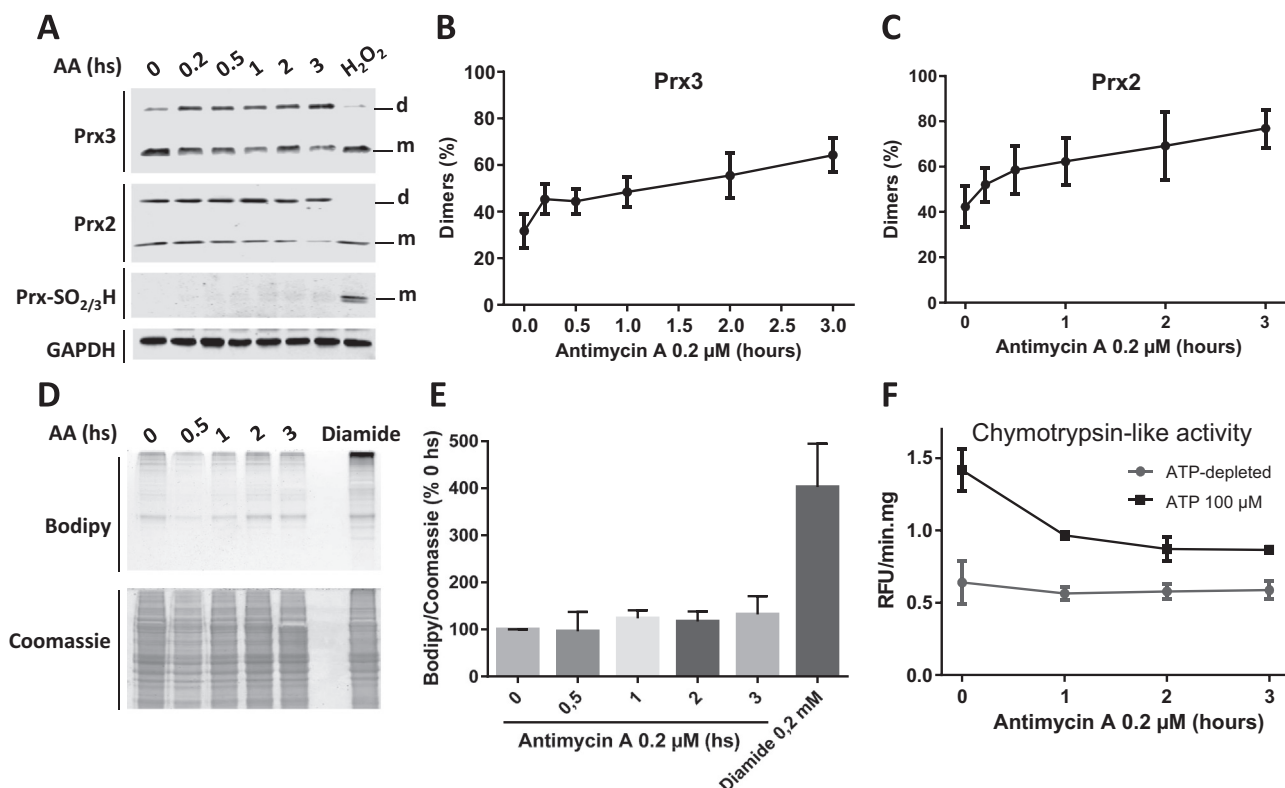 A
AA (hs) 0 0.2 0.5 1 2 3 H₂O₂
Prx3
d
m
Prx2
d
m
Prx-SO₂/₃H
m
GAPDH
B
Prx3
Dimers (%)
100
80
60
40
20
0
0.0 0.5 1.0 1.5 2.0 2.5 3.0
Antimycin A 0.2 µM (hours)
C
Prx2
Dimers (%)
100
80
60
40
20
0
0 1 2 3
Antimycin A 0.2 µM (hours)
D
AA (hs) 0 0.5 1 2 3 Diamide
Bodipy
Coomassie
E
Bodipy/Coomassie (% 0 hs)
500
400
300
200
100
0
0 0,5 1 2 3 Diamide 0,2 mM
Antimycin A 0.2 µM (hs)
F
Chymotrypsin-like activity
ATP-depleted
ATP 100 µM
RFU/min.mg
1.5
1.0
0.5
0.0
0 1 2 3
Antimycin A 0.2 µM (hours)